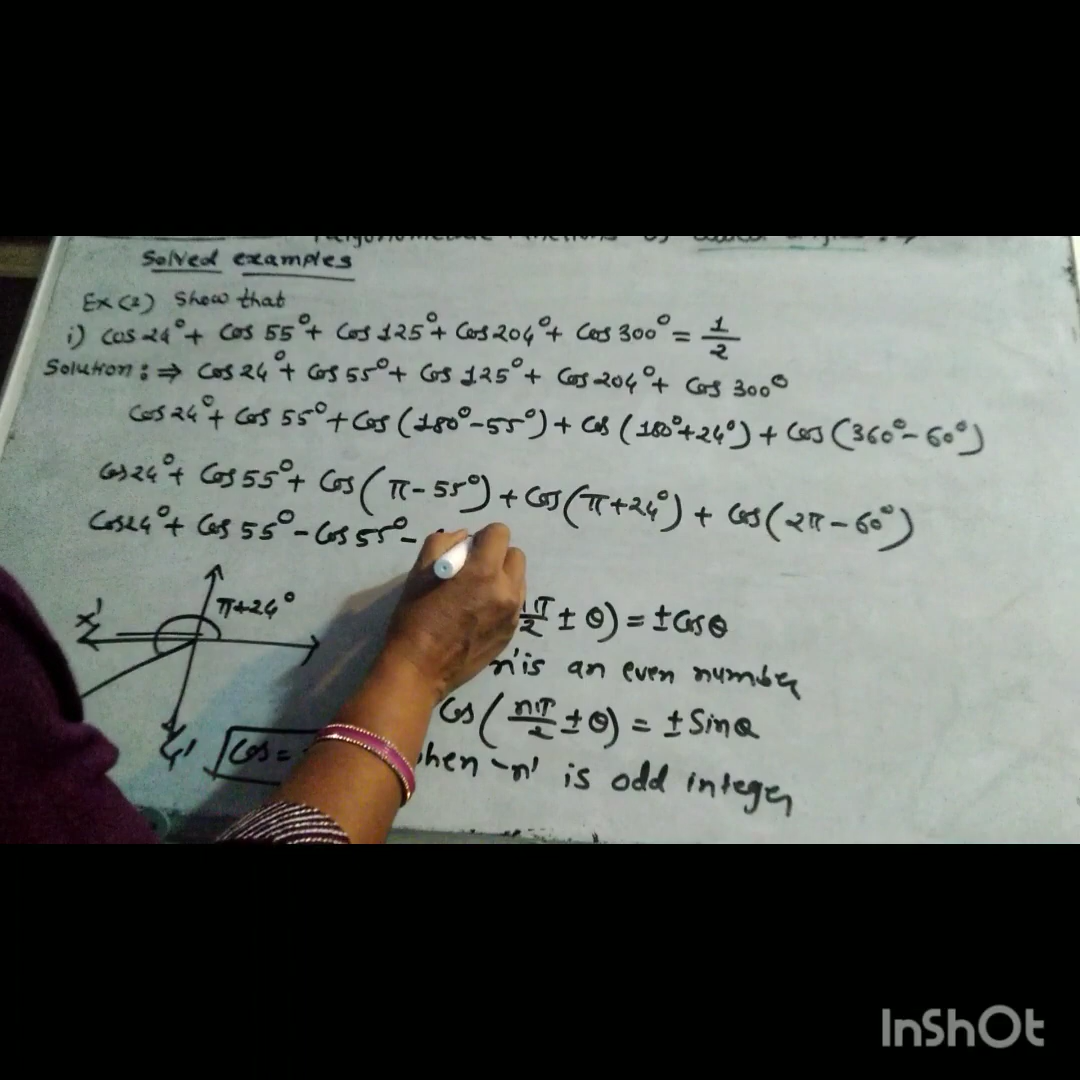 Solved examples
Ex(2) Show that
i) cos 24° + cos 55° + cos 125° + cos 204° + cos 300° = 1/2
Solution: ⇒ cos 24° + cos 55° + cos 125° + cos 204° + cos 300°
cos 24° + cos 55° + cos (180° - 55°) + cos (180° + 24°) + cos (360° - 60°)
cos 24° + cos 55° + cos (π - 55°) + cos (π + 24°) + cos (2π - 60°)
cos 24° + cos 55° - cos 55° -
π+24°
x'
y'
cos =
π/2 ± θ) = ± cos θ
n' is an even number
cos (nπ/2 ± θ) = ± Sin θ
hen 'n' is odd integer
InShOt